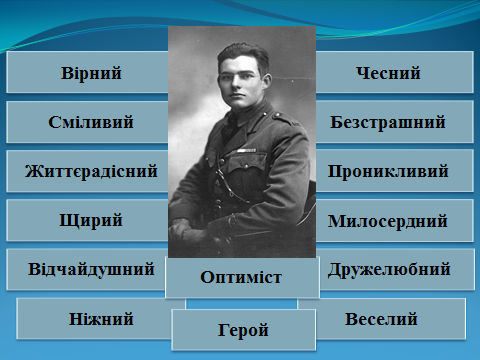 Вірний
Чесний
Сміливий
Безстрашний
Життєрадісний
Проникливий
Щирий
Милосердний
Відчайдушний
Оптиміст
Дружелюбний
Ніжний
Герой
Веселий